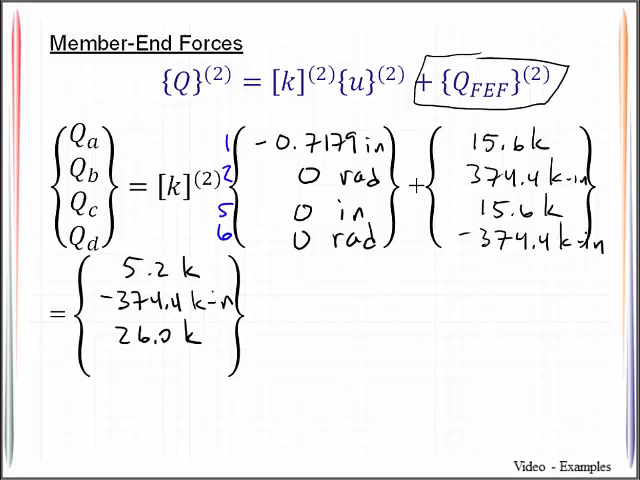 Member-End Forces
{Q}⁽²⁾ = [k]⁽²⁾{u}⁽²⁾ + {Q_FEF}⁽²⁾
Q_a 1 -0.7179 in 15.6 k
Q_b 2 0 rad 374.4 k-in
= [k]⁽²⁾ +
Q_c 5 0 in 15.6 k
Q_d 6 0 rad -374.4 k-in
5.2 k
-374.4 k-in
=
26.0 k
Video - Examples